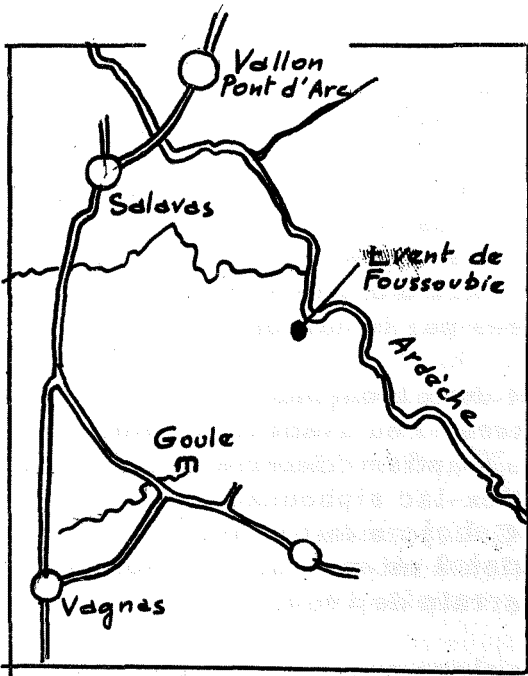 Vallon
Pont d'Arc
Salavas
Event de
Foussoubie
Ardèche
Goule
Vagnas